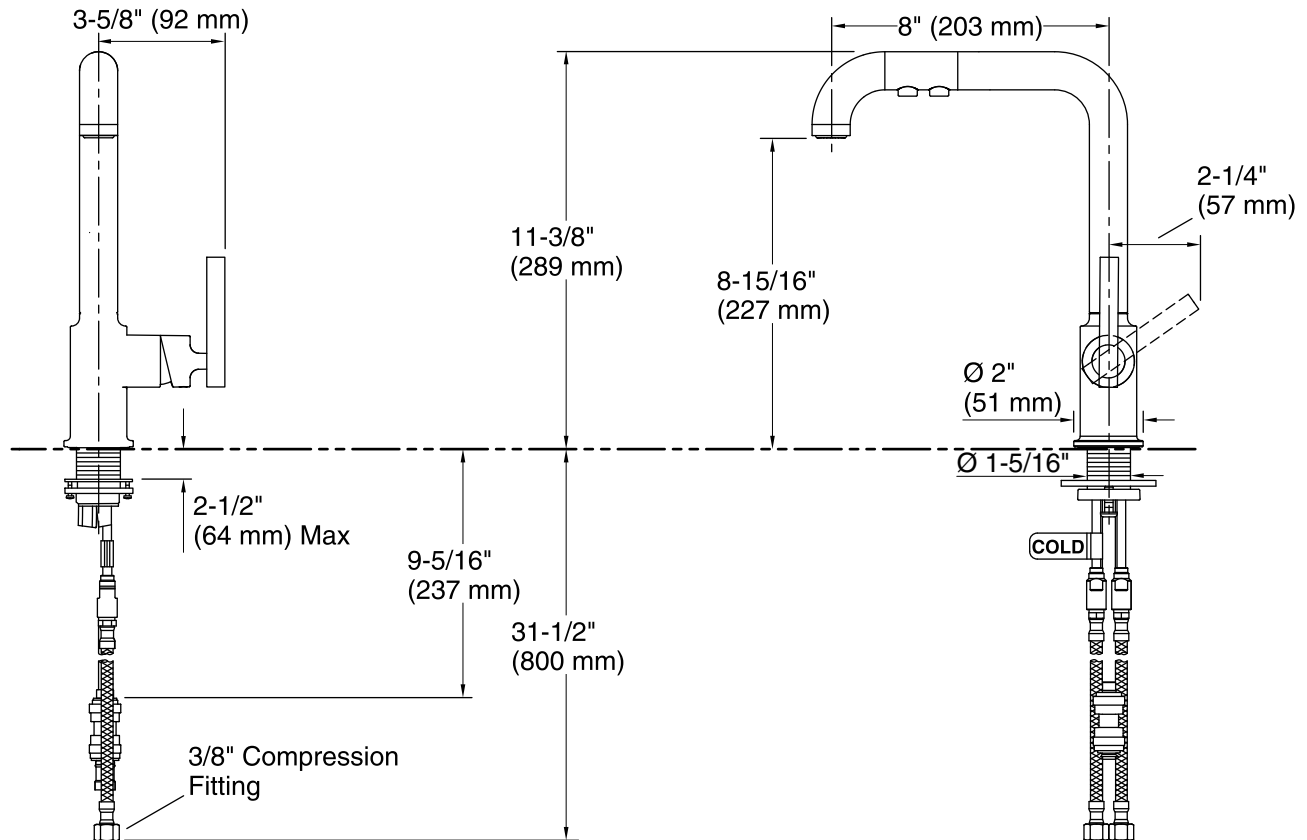 3-5/8" (92 mm)
8" (203 mm)
2-1/4"
(57 mm)
11-3/8"
(289 mm)
8-15/16"
(227 mm)
Ø 2"
(51 mm)
Ø 1-5/16"
2-1/2"
(64 mm) Max
COLD
9-5/16"
(237 mm)
31-1/2"
(800 mm)
3/8" Compression
Fitting